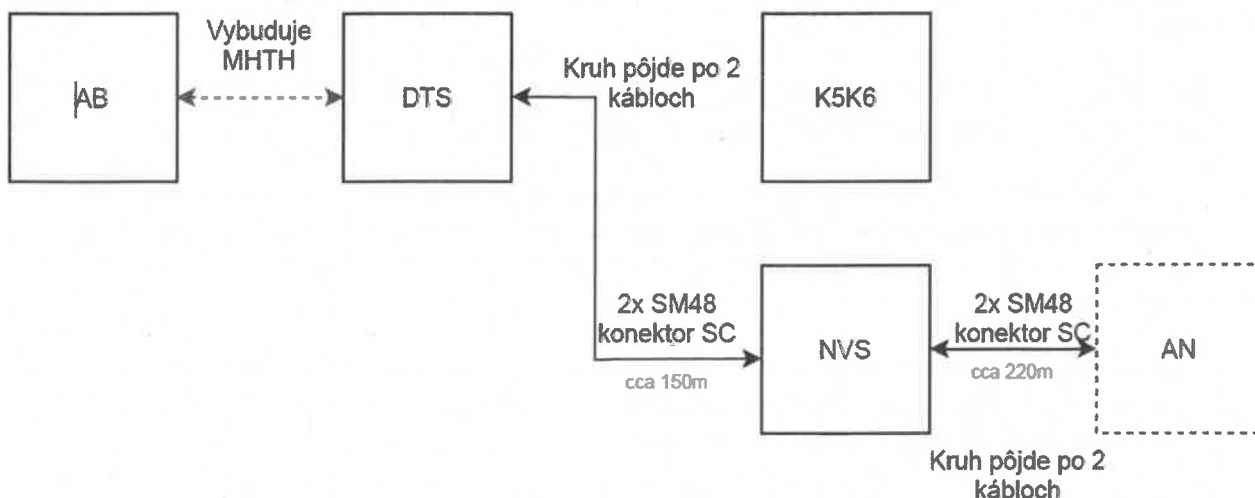 Vybuduje
MHTH
AB
DTS
Kruh pôjde po 2
kábloch
K5K6
2x SM48
konektor SC
cca 150m
NVS
2x SM48
konektor SC
cca 220m
AN
Kruh pôjde po 2
kábloch